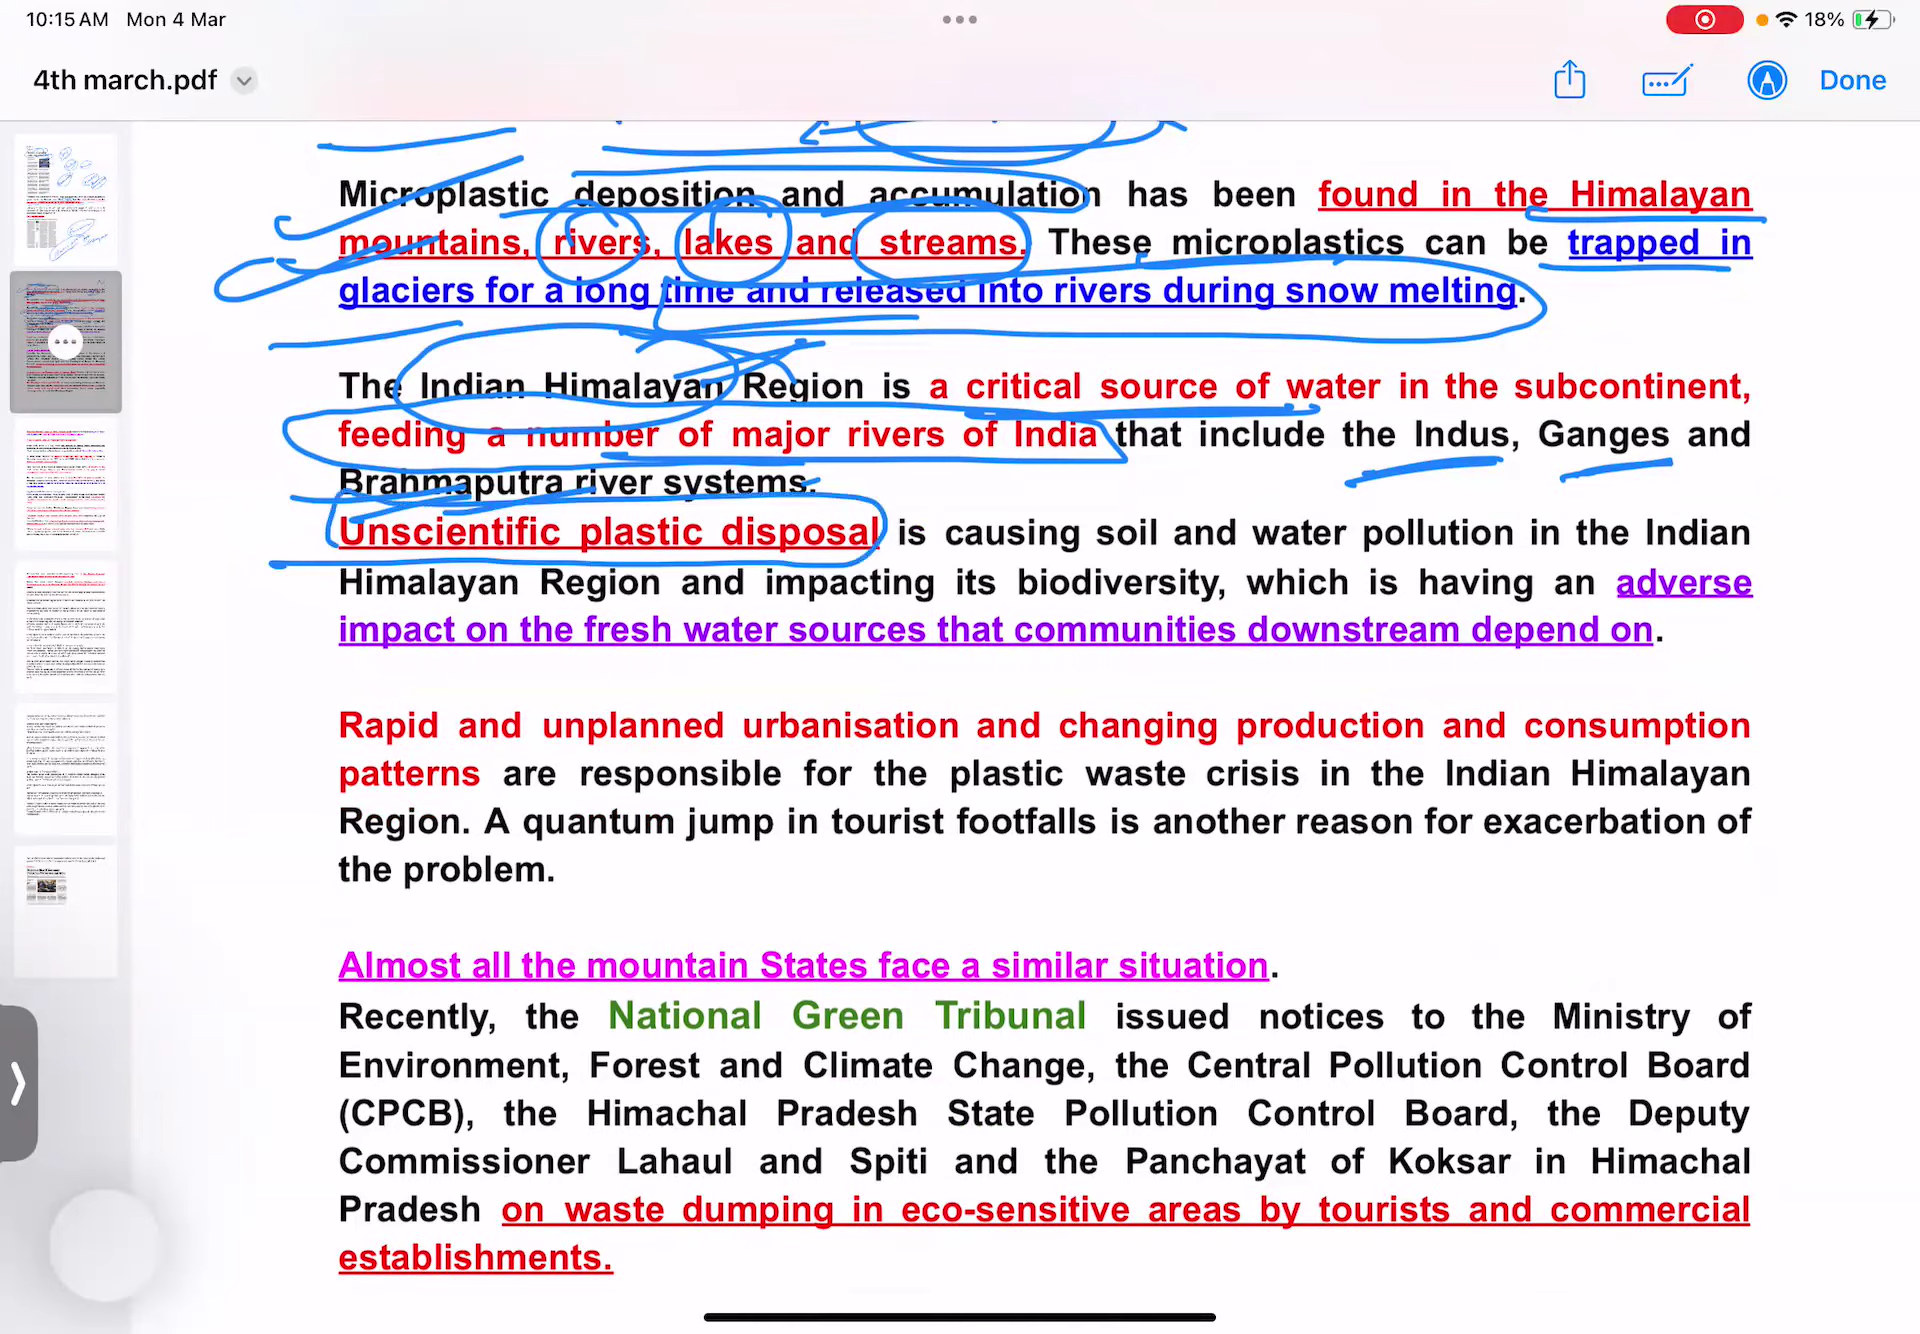 10:15 AM Mon 4 Mar
18%
4th march.pdf
Done
Microplastic deposition and accumulation has been found in the Himalayan
mountains, rivers, lakes and streams. These microplastics can be trapped in
glaciers for a long time and released into rivers during snow melting.
The Indian Himalayan Region is a critical source of water in the subcontinent,
feeding a number of major rivers of India that include the Indus, Ganges and
Brahmaputra river systems.
Unscientific plastic disposal is causing soil and water pollution in the Indian
Himalayan Region and impacting its biodiversity, which is having an adverse
impact on the fresh water sources that communities downstream depend on.
Rapid and unplanned urbanisation and changing production and consumption
patterns are responsible for the plastic waste crisis in the Indian Himalayan
Region. A quantum jump in tourist footfalls is another reason for exacerbation of
the problem.
Almost all the mountain States face a similar situation.
Recently, the National Green Tribunal issued notices to the Ministry of
Environment, Forest and Climate Change, the Central Pollution Control Board
(CPCB), the Himachal Pradesh State Pollution Control Board, the Deputy
Commissioner Lahaul and Spiti and the Panchayat of Koksar in Himachal
Pradesh on waste dumping in eco-sensitive areas by tourists and commercial
establishments.